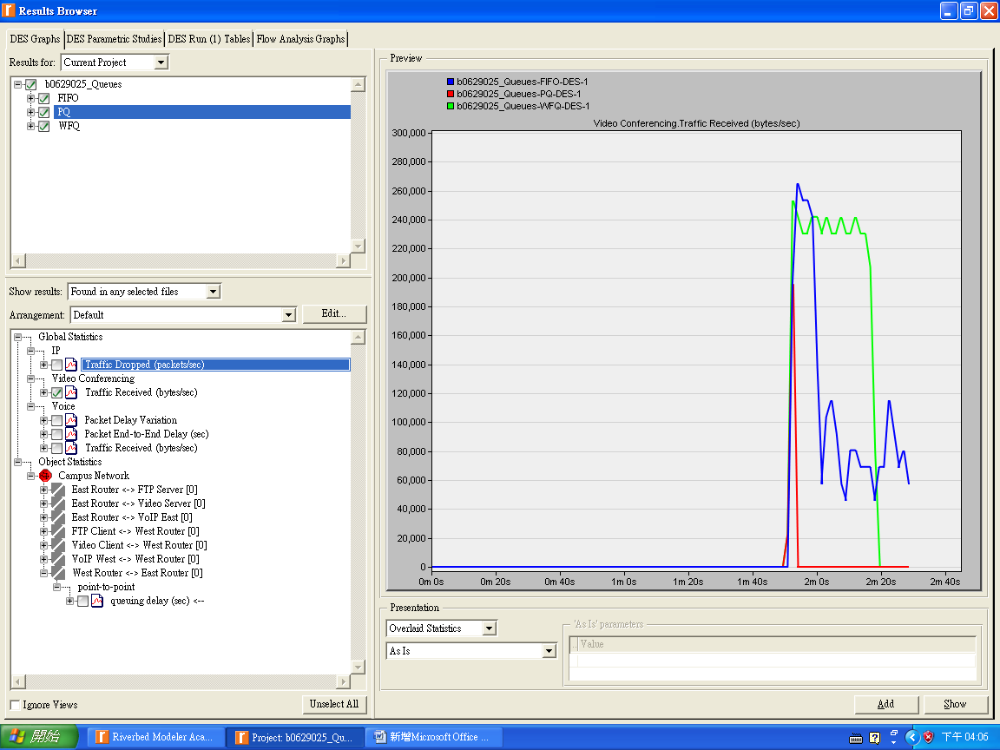 Results Browser
DES Graphs DES Parametric Studies DES Run (1) Tables Flow Analysis Graphs
Results for: Current Project
b0629025_Queues
FIFO
PQ
WFQ
Show results: Found in any selected files
Arrangement: Default Edit...
Global Statistics
IP
Traffic Dropped (packets/sec)
Video Conferencing
Traffic Received (bytes/sec)
Voice
Packet Delay Variation
Packet End-to-End Delay (sec)
Traffic Received (bytes/sec)
Object Statistics
Campus Network
East Router <-> FTP Server [0]
East Router <-> Video Server [0]
East Router <-> VoIP East [0]
FTP Client <-> West Router [0]
Video Client <-> West Router [0]
VoIP West <-> West Router [0]
West Router <-> East Router [0]
point-to-point
queuing delay (sec) <--
Ignore Views Unselect All
Preview
b0629025_Queues-FIFO-DES-1
b0629025_Queues-PQ-DES-1
b0629025_Queues-WFQ-DES-1
Video Conferencing.Traffic Received (bytes/sec)
300,000
280,000
260,000
240,000
220,000
200,000
180,000
160,000
140,000
120,000
100,000
80,000
60,000
40,000
20,000
0
0m 0s 0m 20s 0m 40s 1m 0s 1m 20s 1m 40s 2m 0s 2m 20s 2m 40s
Presentation
Overlaid Statistics
As Is
'As Is' parameters
... Value
Add Show
開始 Riverbed Modeler Aca... Project: b0629025_Qu... 新增Microsoft Office ... 下午 04:06